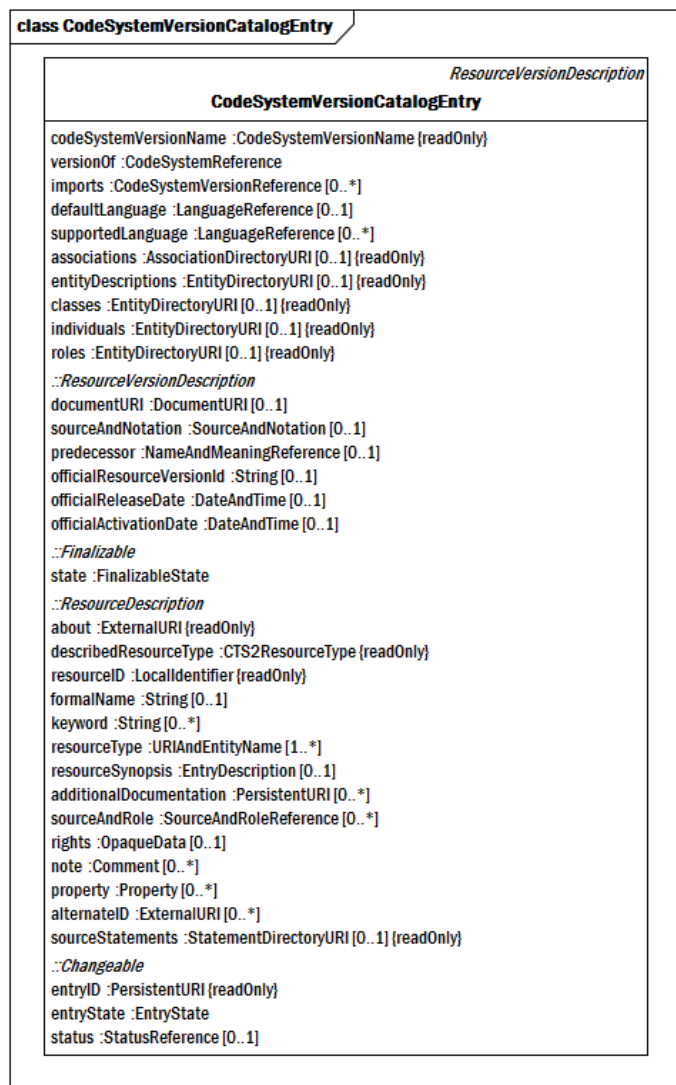 class CodeSystemVersionCatalogEntry
ResourceVersionDescription
CodeSystemVersionCatalogEntry
codeSystemVersionName :CodeSystemVersionName {readOnly}
versionOf :CodeSystemReference
imports :CodeSystemVersionReference [0..*]
defaultLanguage :LanguageReference [0..1]
supportedLanguage :LanguageReference [0..*]
associations :AssociationDirectoryURI [0..1] {readOnly}
entityDescriptions :EntityDirectoryURI [0..1] {readOnly}
classes :EntityDirectoryURI [0..1] {readOnly}
individuals :EntityDirectoryURI [0..1] {readOnly}
roles :EntityDirectoryURI [0..1] {readOnly}
::ResourceVersionDescription
documentURI :DocumentURI [0..1]
sourceAndNotation :SourceAndNotation [0..1]
predecessor :NameAndMeaningReference [0..1]
officialResourceVersionId :String [0..1]
officialReleaseDate :DateAndTime [0..1]
officialActivationDate :DateAndTime [0..1]
::Finalizable
state :FinalizableState
::ResourceDescription
about :ExternalURI {readOnly}
describedResourceType :CTS2ResourceType {readOnly}
resourceID :LocalIdentifier {readOnly}
formalName :String [0..1]
keyword :String [0..*]
resourceType :URIAndEntityName [1..*]
resourceSynopsis :EntryDescription [0..1]
additionalDocumentation :PersistentURI [0..*]
sourceAndRole :SourceAndRoleReference [0..*]
rights :OpaqueData [0..1]
note :Comment [0..*]
property :Property [0..*]
alternateID :ExternalURI [0..*]
sourceStatements :StatementDirectoryURI [0..1] {readOnly}
::Changeable
entryID :PersistentURI {readOnly}
entryState :EntryState
status :StatusReference [0..1]